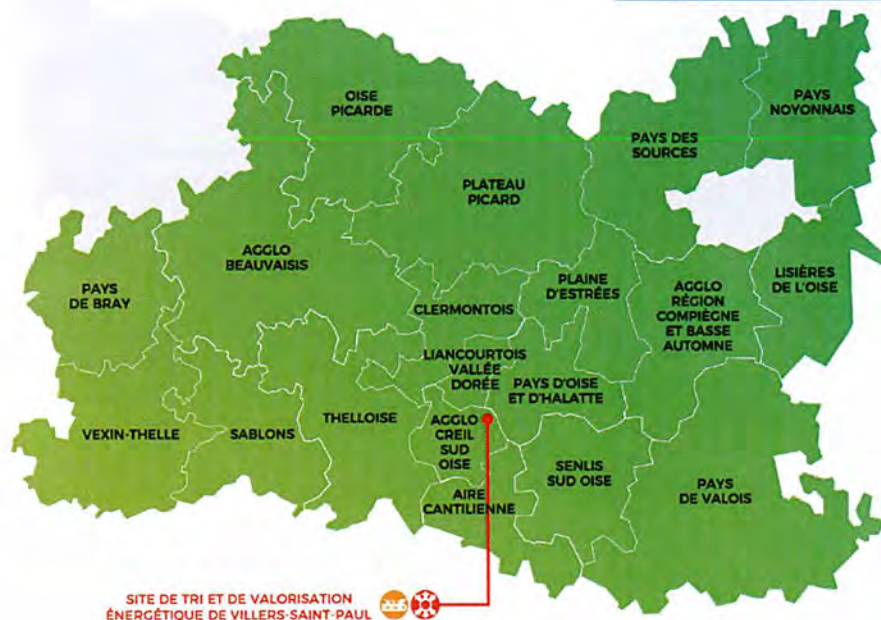 OISE
PICARDE
PAYS
NOYONNAIS
PAYS DES
SOURCES
PLATEAU
PICARD
AGGLO
BEAUVAISIS
PAYS
DE BRAY
CLERMONTOIS
PLAINE
D'ESTRÉES
AGGLO
RÉGION
COMPIÈGNE
ET BASSE
AUTOMNE
LISIÈRES
DE L'OISE
LIANCOURTOIS
VALLÉE
DORÉE
PAYS D'OISE
ET D'HALATTE
VEXIN-THELLE
SABLONS
THELLOISE
AGGLO
CREIL
SUD
OISE
SENLIS
SUD OISE
PAYS
DE VALOIS
AIRE
CANTILIENNE
SITE DE TRI ET DE VALORISATION
ÉNERGÉTIQUE DE VILLERS-SAINT-PAUL